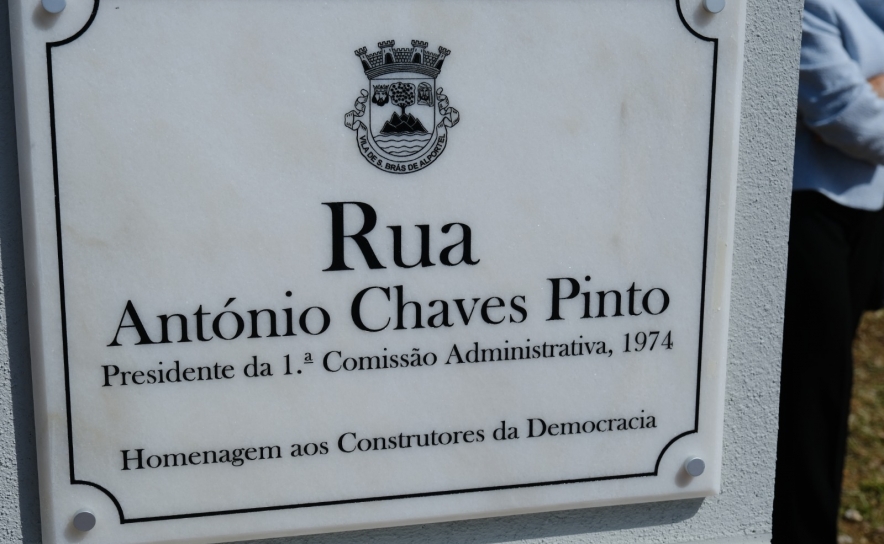 VILA DE S. BRÁS DE ALPORTEL
Rua
António Chaves Pinto
Presidente da 1.ª Comissão Administrativa, 1974
Homenagem aos Construtores da Democracia